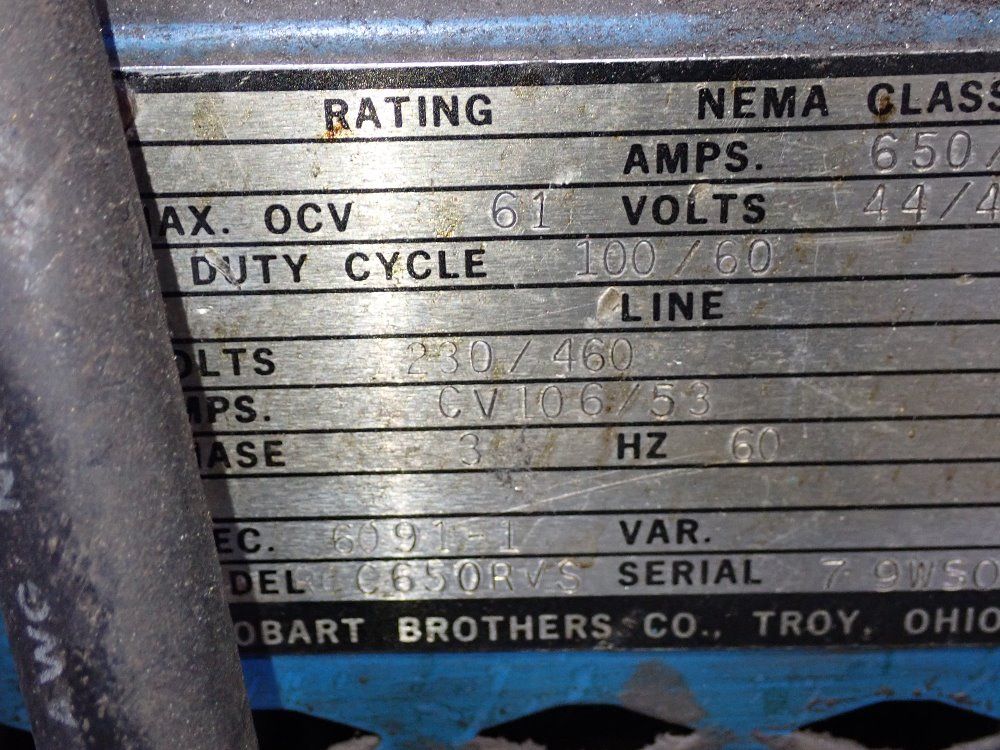 RATING NEMA CLASS
AMPS. 650/
AX. OCV 61 VOLTS 44/4
DUTY CYCLE 100/60
LINE
OLTS 230/460
MPS. CV106/53
HASE 3 HZ 60
EC. 6091-1 VAR.
DEL RC650RVS SERIAL 79WS0
OBART BROTHERS CO., TROY, OHIO
AWG